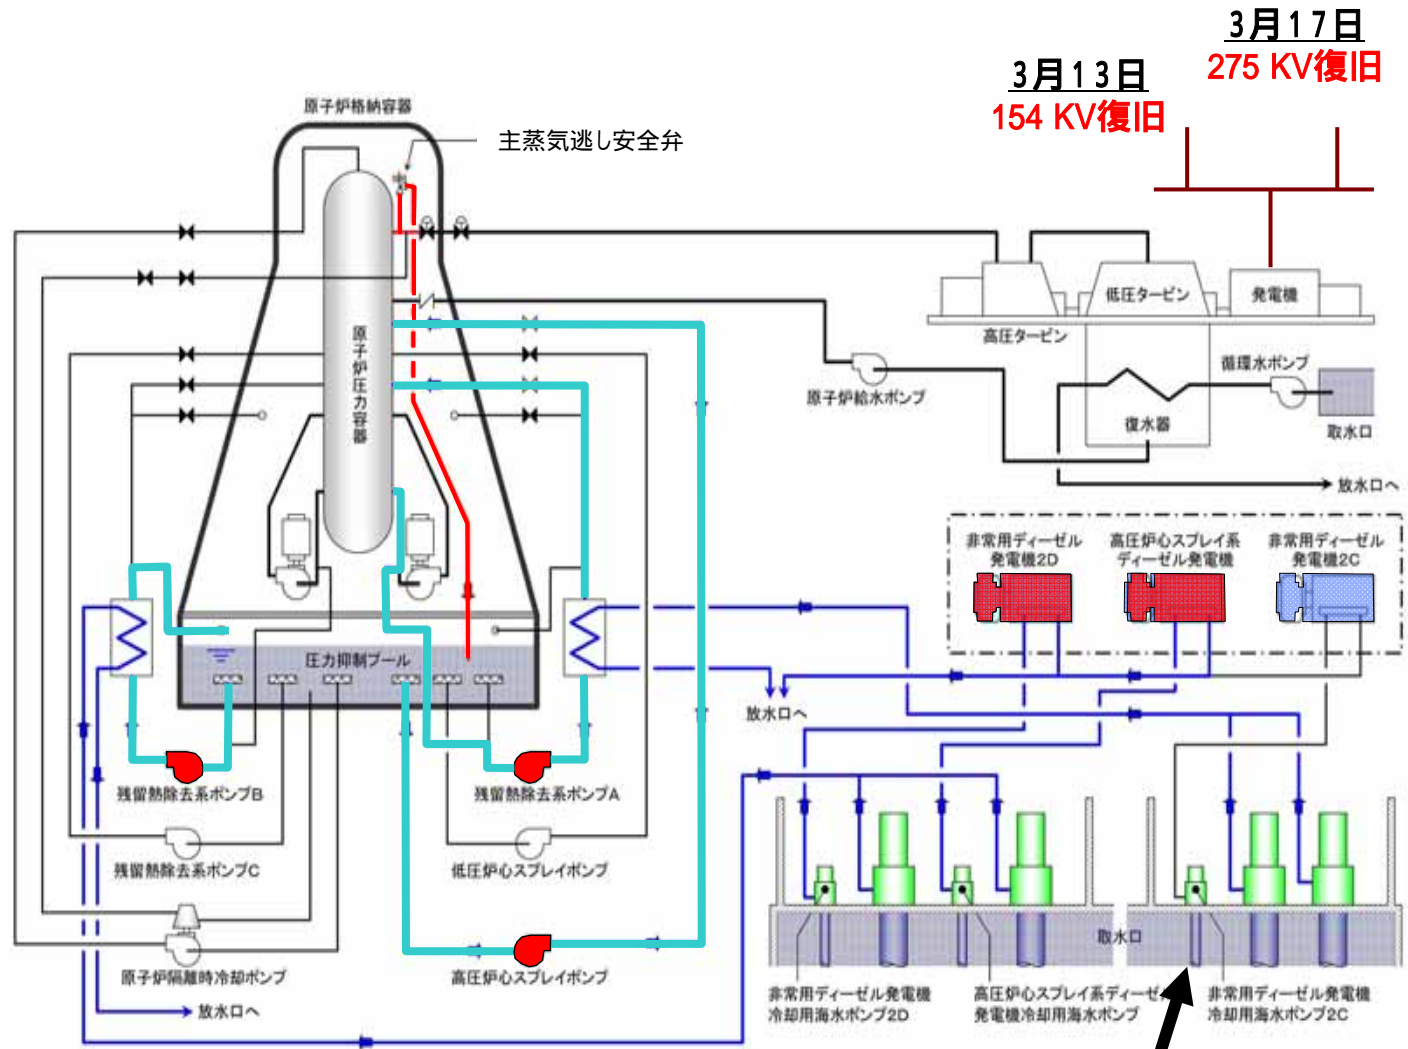 3月17日
275 KV復旧
3月13日
154 KV復旧
原子炉格納容器
主蒸気逃し安全弁
原子炉圧力容器
低圧タービン
発電機
高圧タービン
循環水ポンプ
原子炉給水ポンプ
復水器
取水口
放水口へ
非常用ディーゼル
発電機2D
高圧炉心スプレイ系
ディーゼル発電機
非常用ディーゼル
発電機2C
圧力抑制プール
放水口へ
残留熱除去系ポンプB
残留熱除去系ポンプA
残留熱除去系ポンプC
低圧炉心スプレイポンプ
取水口
原子炉隔離時冷却ポンプ
高圧炉心スプレイポンプ
放水口へ
非常用ディーゼル発電機
冷却用海水ポンプ2D
高圧炉心スプレイ系ディーゼル
発電機冷却用海水ポンプ
非常用ディーゼル発電機
冷却用海水ポンプ2C